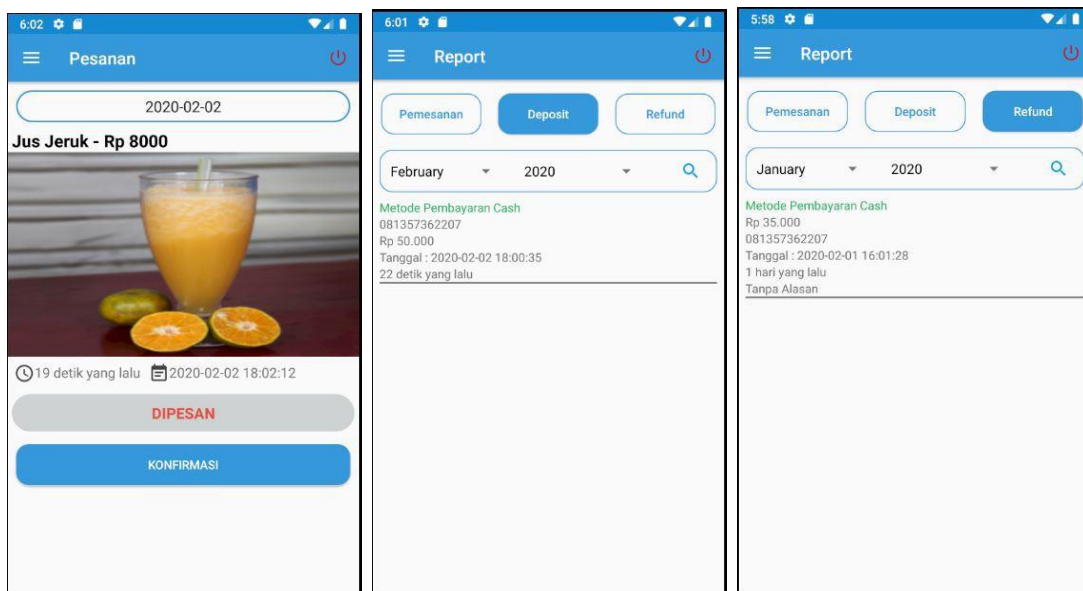 6:02
Pesanan
2020-02-02
Jus Jeruk - Rp 8000
19 detik yang lalu 2020-02-02 18:02:12
DIPESAN
KONFIRMASI
6:01
Report
Pemesanan Deposit Refund
February 2020
Metode Pembayaran Cash
081357362207
Rp 50.000
Tanggal : 2020-02-02 18:00:35
22 detik yang lalu
5:58
Report
Pemesanan Deposit Refund
January 2020
Metode Pembayaran Cash
Rp 35.000
081357362207
Tanggal : 2020-02-01 16:01:28
1 hari yang lalu
Tanpa Alasan